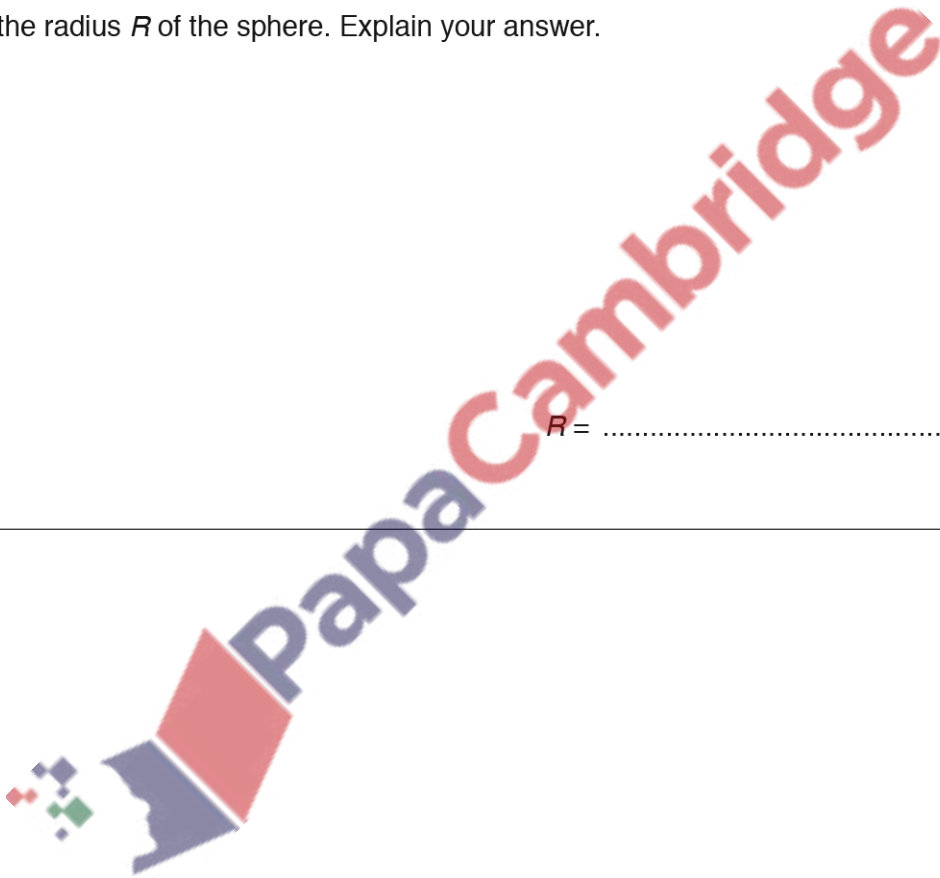 the radius R of the sphere. Explain your answer.
R = ..........................................
PapaCambridge